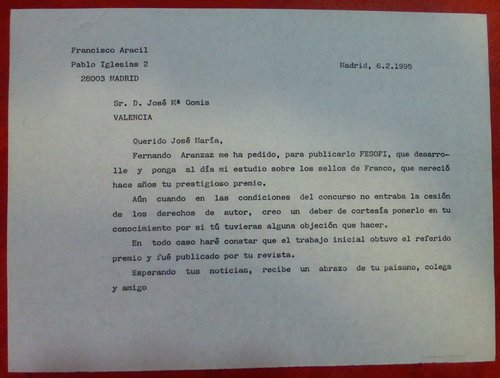 Francisco Aracil
Pablo Iglesias 2
28003 MADRID
Madrid, 6.2.1995
Sr. D. José Mª Gomis
VALENCIA
Querido José María,
Fernando Aranzaz me ha pedido, para publicarlo FESOFI, que desarro-
lle y ponga al día mi estudio sobre los sellos de Franco, que mereció
hace años tu prestigioso premio.
Aún cuando en las condiciones del concurso no entraba la cesión
de los derechos de autor, creo un deber de cortesía ponerlo en tu
conocimiento por si tú tuvieras alguna objeción que hacer.
En todo caso haré constar que el trabajo inicial obtuvo el referido
premio y fué publicado por tu revista.
Esperando tus noticias, recibe un abrazo de tu paisano, colega
y amigo